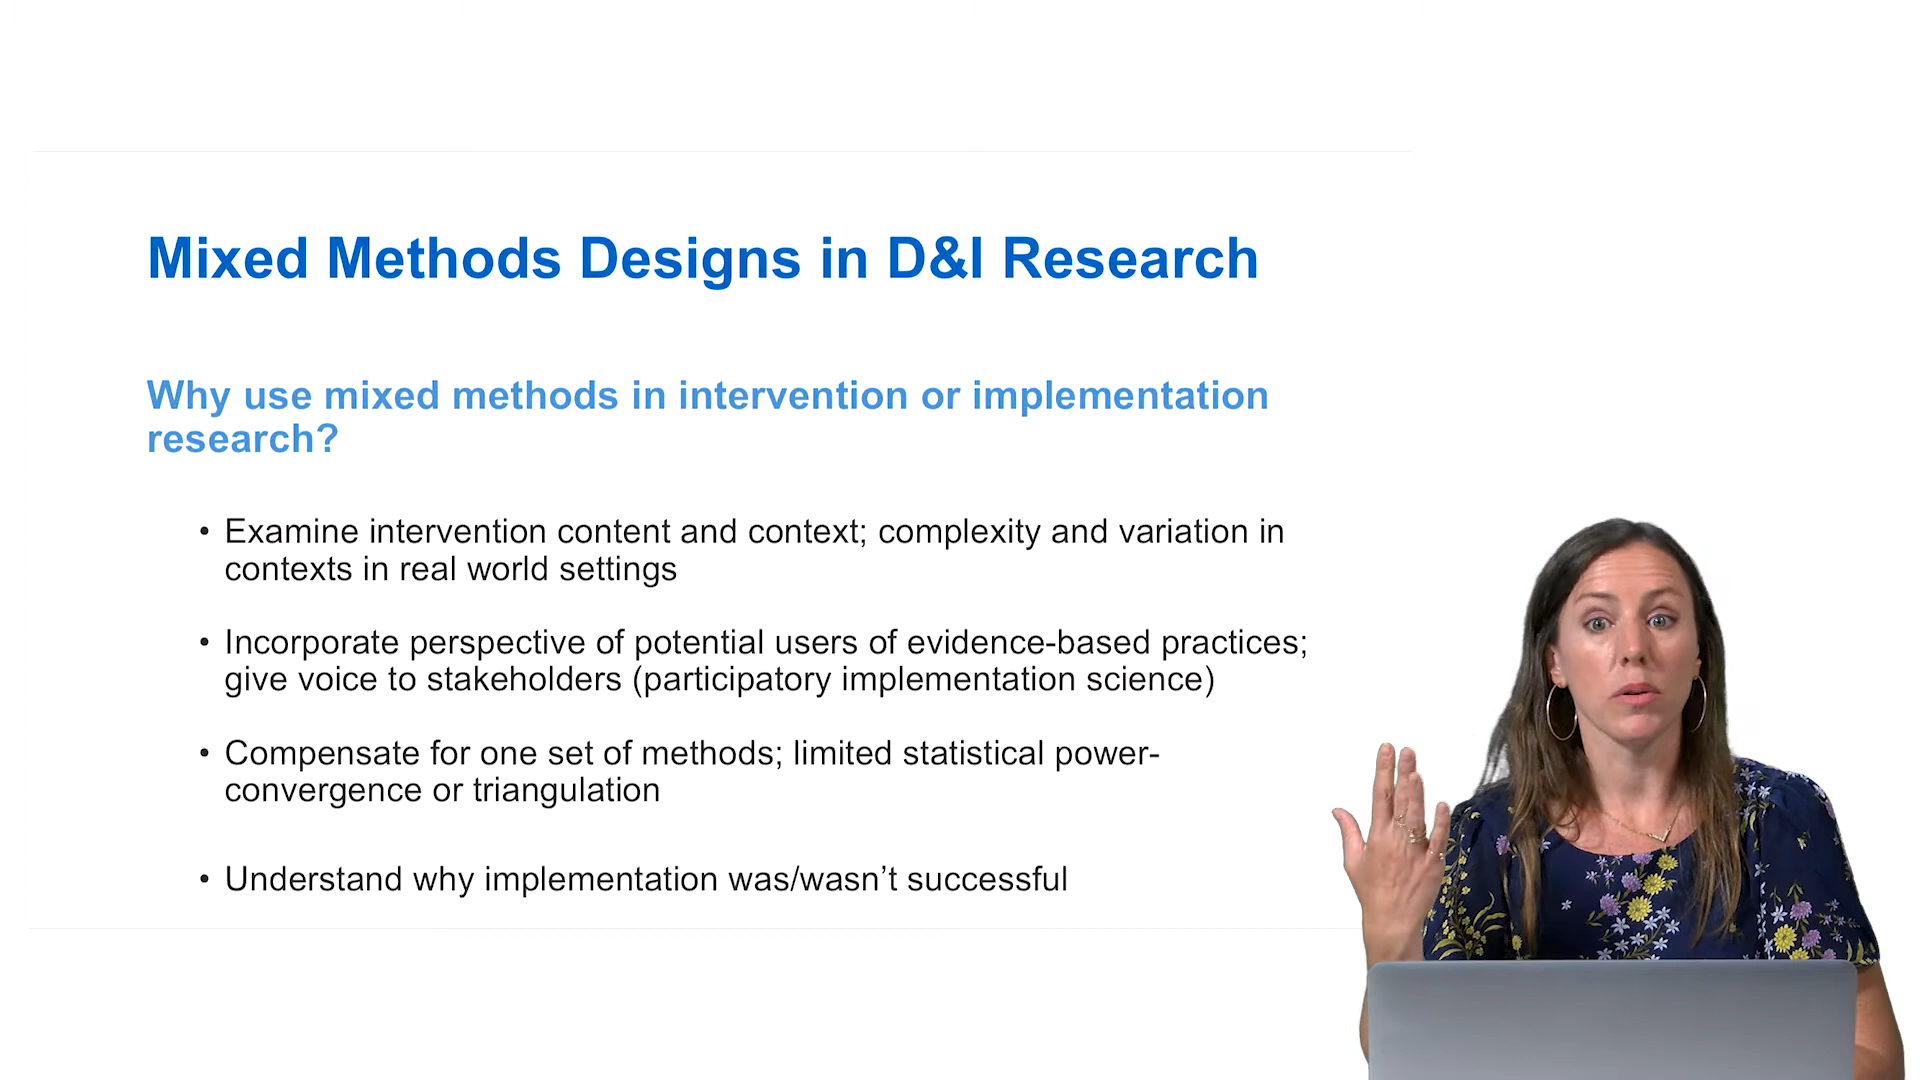 Mixed Methods Designs in D&I Research
Why use mixed methods in intervention or implementation
research?
• Examine intervention content and context; complexity and variation in
contexts in real world settings
• Incorporate perspective of potential users of evidence-based practices;
give voice to stakeholders (participatory implementation science)
• Compensate for one set of methods; limited statistical power-
convergence or triangulation
• Understand why implementation was/wasn’t successful